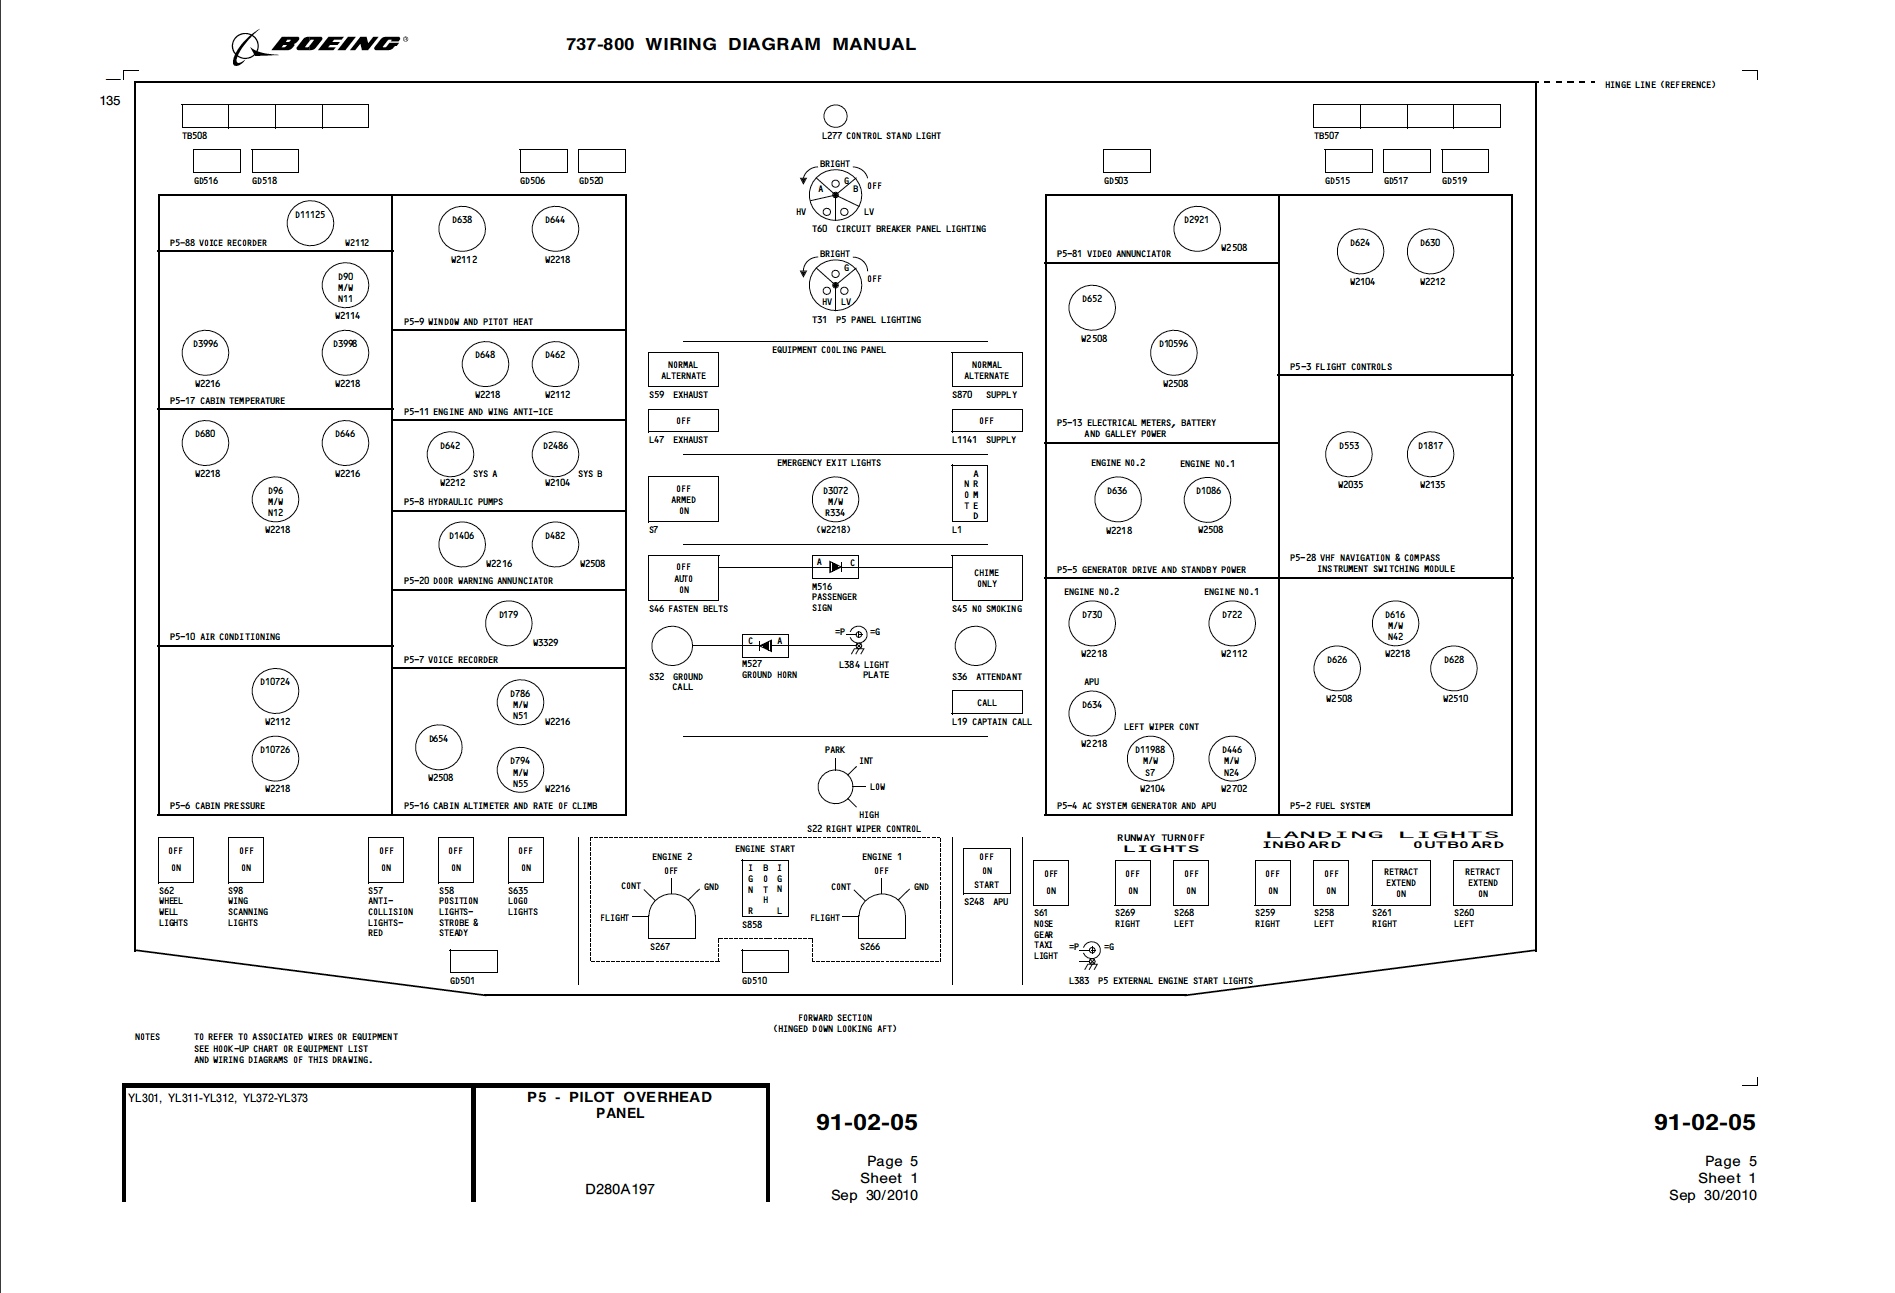 BOEING®
737-800 WIRING DIAGRAM MANUAL
135
HINGE LINE (REFERENCE)
TB508
GD516
GD518
GD506
GD520
L277 CONTROL STAND LIGHT
BRIGHT
OFF
A
G
B
HV
LV
T60 CIRCUIT BREAKER PANEL LIGHTING
BRIGHT
OFF
G
HV
LV
T31 P5 PANEL LIGHTING
TB507
GD503
GD515
GD517
GD519
D11125
P5-88 VOICE RECORDER
W2112
D90
M/W
N11
W2114
D3996
W2216
D3998
W2218
P5-17 CABIN TEMPERATURE
D680
W2218
D646
W2216
D96
M/W
N12
W2218
P5-10 AIR CONDITIONING
D10724
W2112
D10726
W2218
P5-6 CABIN PRESSURE
D638
W2112
D644
W2218
P5-9 WINDOW AND PITOT HEAT
D648
W2218
D462
W2112
P5-11 ENGINE AND WING ANTI-ICE
D642
SYS A
W2212
D2486
SYS B
W2104
P5-8 HYDRAULIC PUMPS
D1406
W2216
D482
W2508
P5-20 DOOR WARNING ANNUNCIATOR
D179
W3329
P5-7 VOICE RECORDER
D786
M/W
N51
W2216
D654
W2508
D794
M/W
N55
W2216
P5-16 CABIN ALTIMETER AND RATE OF CLIMB
EQUIPMENT COOLING PANEL
NORMAL
ALTERNATE
S59 EXHAUST
NORMAL
ALTERNATE
S870 SUPPLY
OFF
L47 EXHAUST
OFF
L1141 SUPPLY
EMERGENCY EXIT LIGHTS
OFF
ARMED
ON
S7
D3072
M/W
R334
(W2218)
NOT
ARMED
L1
OFF
AUTO
ON
S46 FASTEN BELTS
A
C
M516
PASSENGER
SIGN
CHIME
ONLY
S45 NO SMOKING
S32 GROUND
CALL
C
A
M527
GROUND HORN
=P
=G
L384 LIGHT
PLATE
S36 ATTENDANT
CALL
L19 CAPTAIN CALL
PARK
INT
LOW
HIGH
S22 RIGHT WIPER CONTROL
D2921
W2508
P5-81 VIDEO ANNUNCIATOR
D652
W2508
D10596
W2508
P5-13 ELECTRICAL METERS, BATTERY
AND GALLEY POWER
ENGINE NO.2
ENGINE NO.1
D636
W2218
D1086
W2508
P5-5 GENERATOR DRIVE AND STANDBY POWER
ENGINE NO.2
ENGINE NO.1
D730
W2218
D722
W2112
APU
D634
W2218
LEFT WIPER CONT
D11988
M/W
S7
W2104
D446
M/W
N24
W2702
P5-4 AC SYSTEM GENERATOR AND APU
D624
W2104
D630
W2212
P5-3 FLIGHT CONTROLS
D553
W2035
D1817
W2135
P5-28 VHF NAVIGATION & COMPASS
INSTRUMENT SWITCHING MODULE
D616
M/W
N42
W2218
D626
W2508
D628
W2510
P5-2 FUEL SYSTEM
OFF
ON
S62
WHEEL
WELL
LIGHTS
OFF
ON
S98
WING
SCANNING
LIGHTS
OFF
ON
S57
ANTI-
COLLISION
LIGHTS-
RED
OFF
ON
S58
POSITION
LIGHTS-
STROBE &
STEADY
OFF
ON
S635
LOGO
LIGHTS
GD501
ENGINE 2
OFF
CONT
GND
FLIGHT
S267
ENGINE START
IGN R
BOTH
IGN L
S858
ENGINE 1
OFF
CONT
GND
FLIGHT
S266
GD510
OFF
ON
START
S248 APU
OFF
ON
S61
NOSE
GEAR
TAXI
LIGHT
RUNWAY TURNOFF
LIGHTS
OFF
ON
S269
RIGHT
OFF
ON
S268
LEFT
LANDING LIGHTS
INBOARD
OUTBOARD
OFF
ON
S259
RIGHT
OFF
ON
S258
LEFT
RETRACT
EXTEND
ON
S261
RIGHT
RETRACT
EXTEND
ON
S260
LEFT
=P
=G
L383 P5 EXTERNAL ENGINE START LIGHTS
FORWARD SECTION
(HINGED DOWN LOOKING AFT)
NOTES
TO REFER TO ASSOCIATED WIRES OR EQUIPMENT
SEE HOOK-UP CHART OR EQUIPMENT LIST
AND WIRING DIAGRAMS OF THIS DRAWING.
YL301, YL311-YL312, YL372-YL373
P5 - PILOT OVERHEAD
PANEL
D280A197
91-02-05
Page 5
Sheet 1
Sep 30/2010
91-02-05
Page 5
Sheet 1
Sep 30/2010